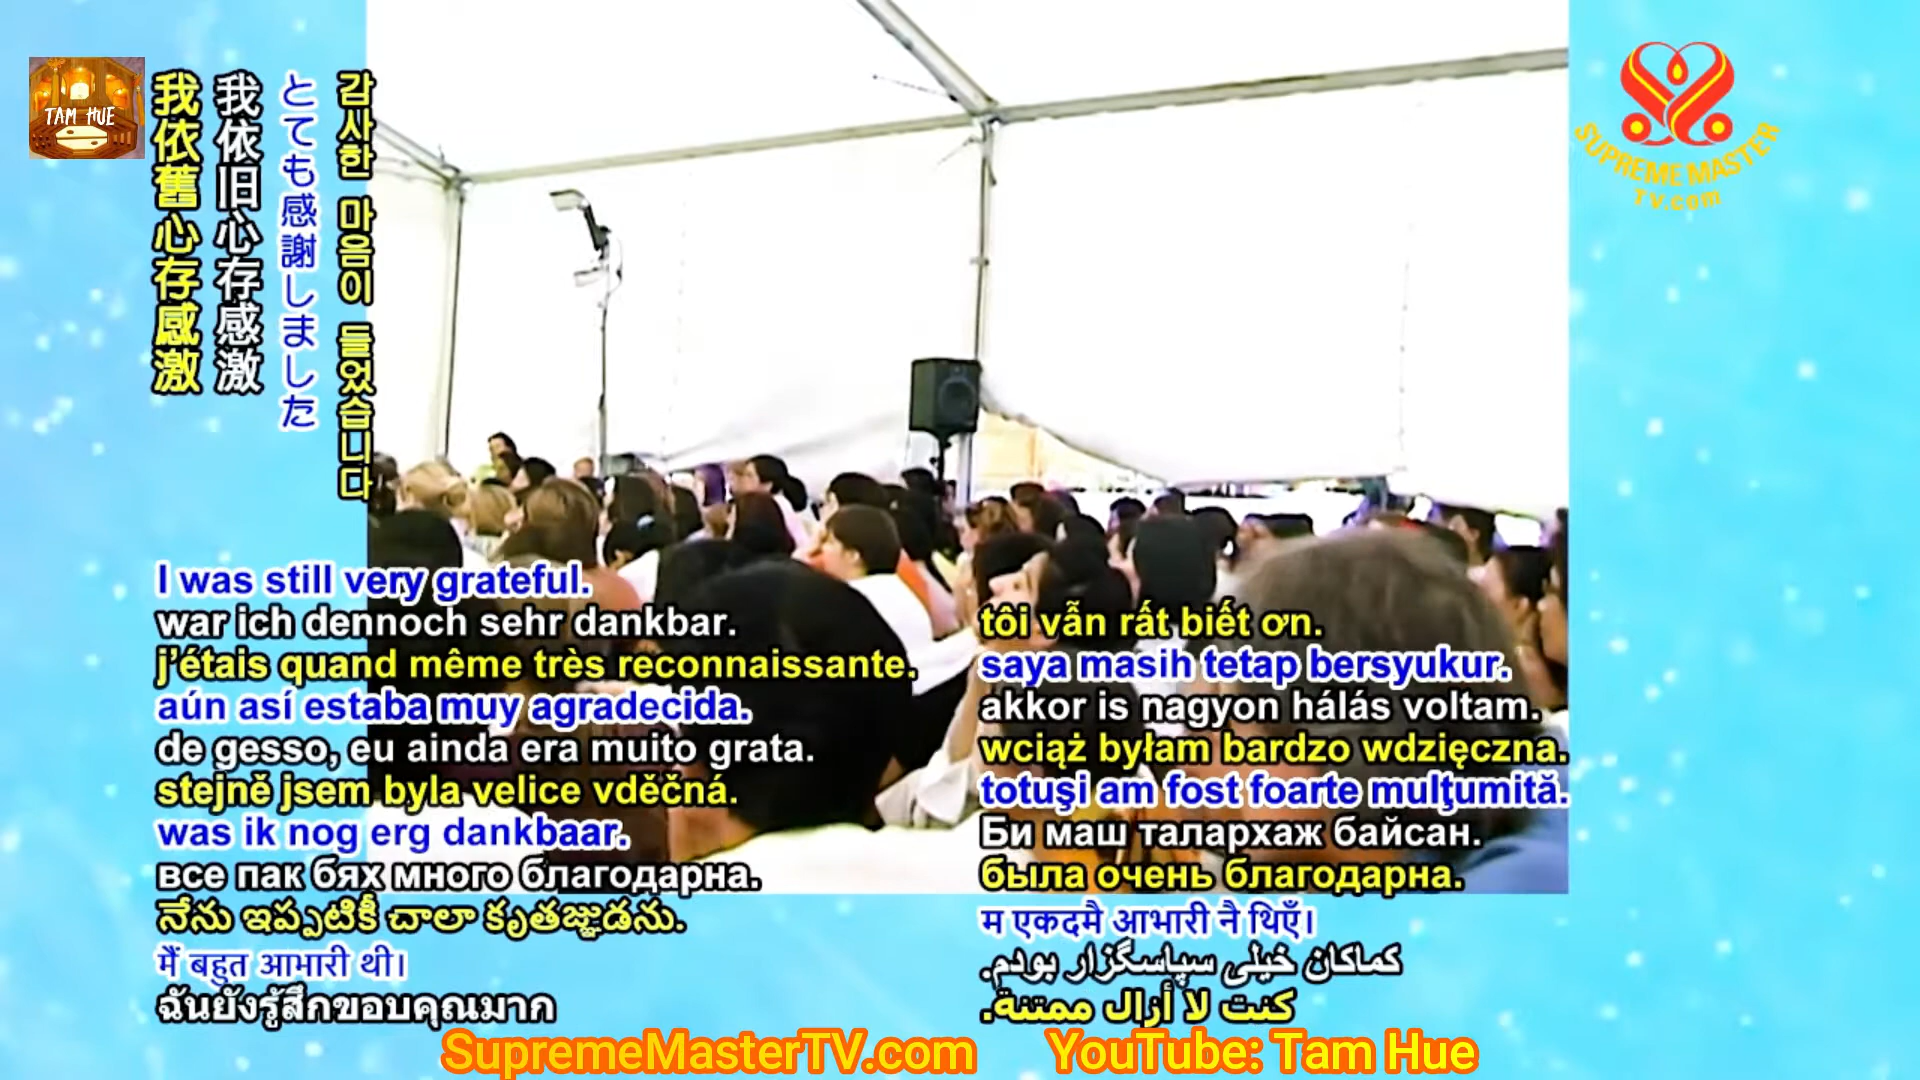 TAM HUE
我依舊心存感激
我依旧心存感激
とても感謝しました
감사한 마음이 들었습니다
SUPREME MASTER
TV.com
I was still very grateful.
war ich dennoch sehr dankbar.
j’étais quand même très reconnaissante.
aún así estaba muy agradecida.
de gesso, eu ainda era muito grata.
stejně jsem byla velice vděčná.
was ik nog erg dankbaar.
все пак бях много благодарна.
నేను ఇప్పటికీ చాలా కృతజ్ఞుడను.
मैं बहुत आभारी थी।
ฉันยังรู้สึกขอบคุณมาก
tôi vẫn rất biết ơn.
saya masih tetap bersyukur.
akkor is nagyon hálás voltam.
wciąż byłam bardzo wdzięczna.
totuşi am fost foarte mulţumită.
Би маш талархаж байсан.
была очень благодарна.
म एकदमै आभारी नै थिएँ।
کماکان خیلی سپاسگزار بودم.
كنت لا أزال ممتنة.
SupremeMasterTV.com
YouTube: Tam Hue